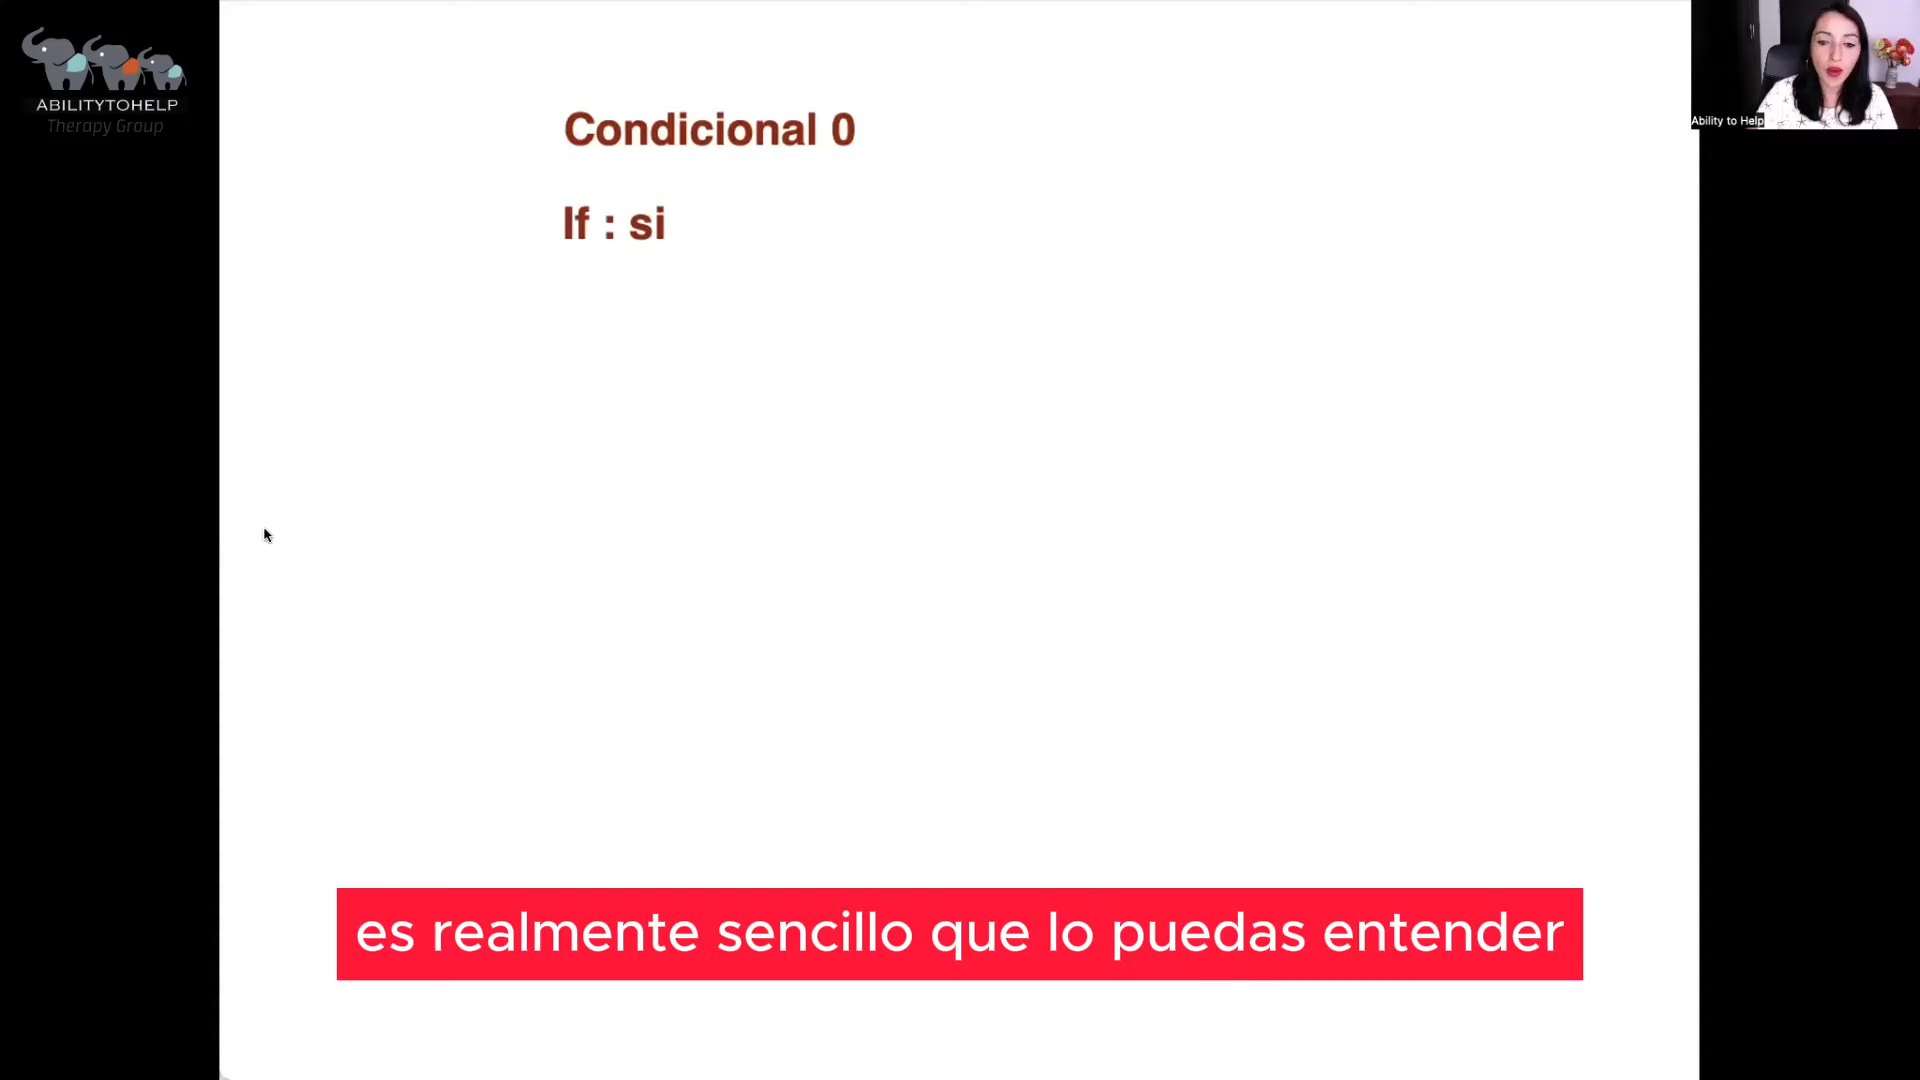 ABILITYTOHELP
Therapy Group
Condicional 0
If : si
Ability to Help
es realmente sencillo que lo puedas entender